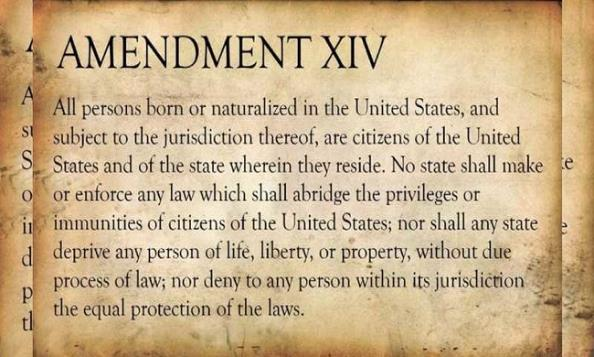 AMENDMENT XIV
All persons born or naturalized in the United States, and
subject to the jurisdiction thereof, are citizens of the United
States and of the state wherein they reside. No state shall make
or enforce any law which shall abridge the privileges or
immunities of citizens of the United States; nor shall any state
deprive any person of life, liberty, or property, without due
process of law; nor deny to any person within its jurisdiction
the equal protection of the laws.